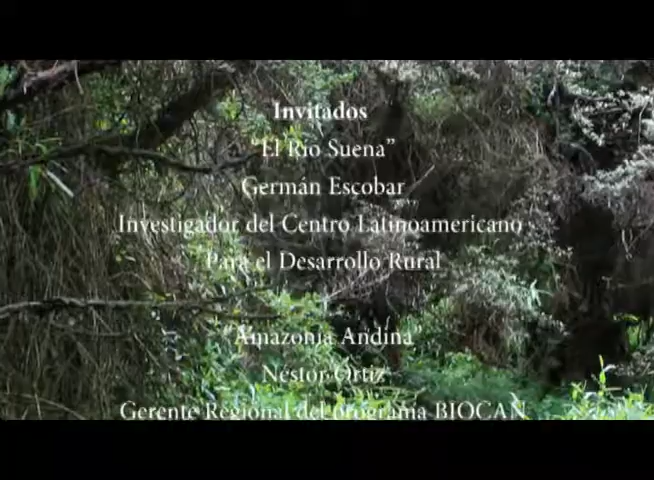 Invitados
“El Río Suena”
Germán Escobar
Investigador del Centro Latinoamericano
Para el Desarrollo Rural
“Amazonía Andina”
Néstor Ortiz
Gerente Regional del programa BIOCAN